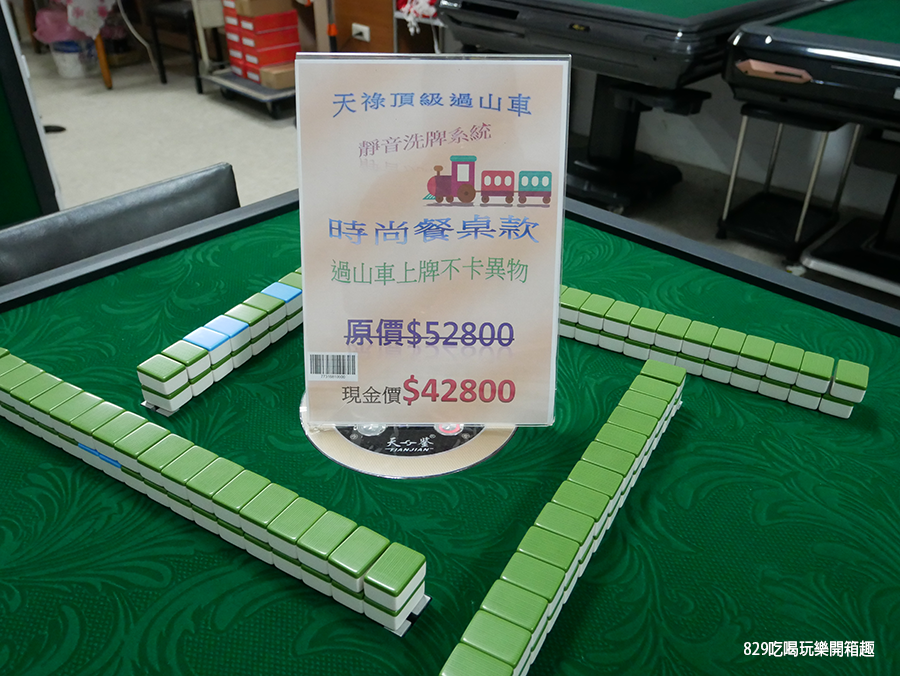 天祿頂級過山車
靜音洗牌系統
時尚餐桌款
過山車上牌不卡異物
原價$52800
現金價$42800
天鑒
TIANJIAN
829吃喝玩樂開箱趣